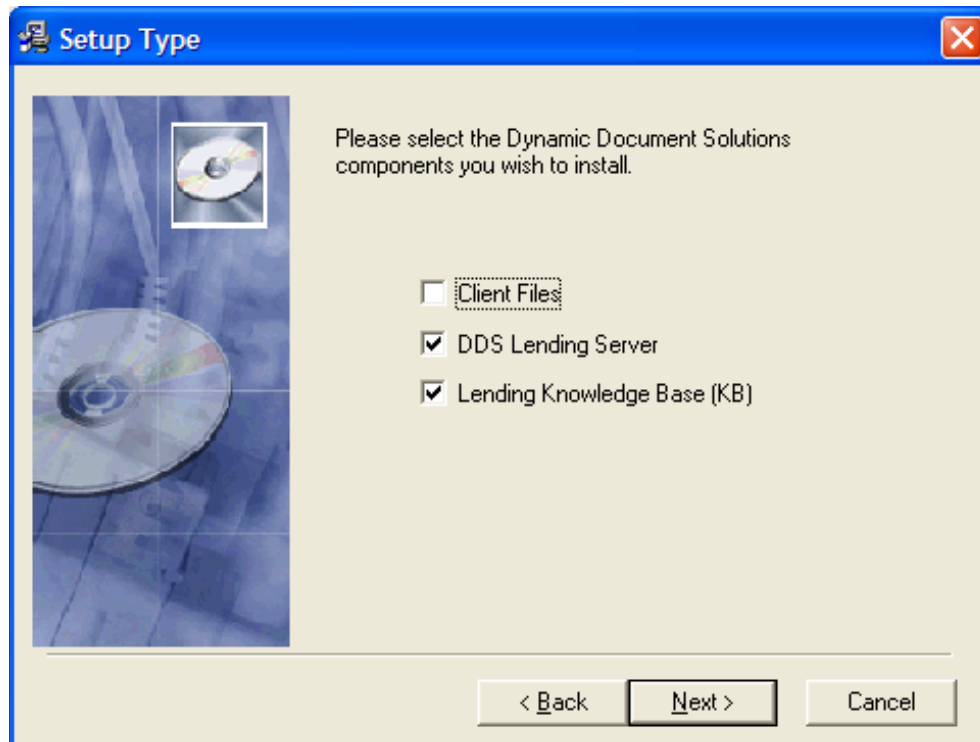 Setup Type
Please select the Dynamic Document Solutions
components you wish to install.
Client Files
DDS Lending Server
Lending Knowledge Base (KB)
< Back
Next >
Cancel